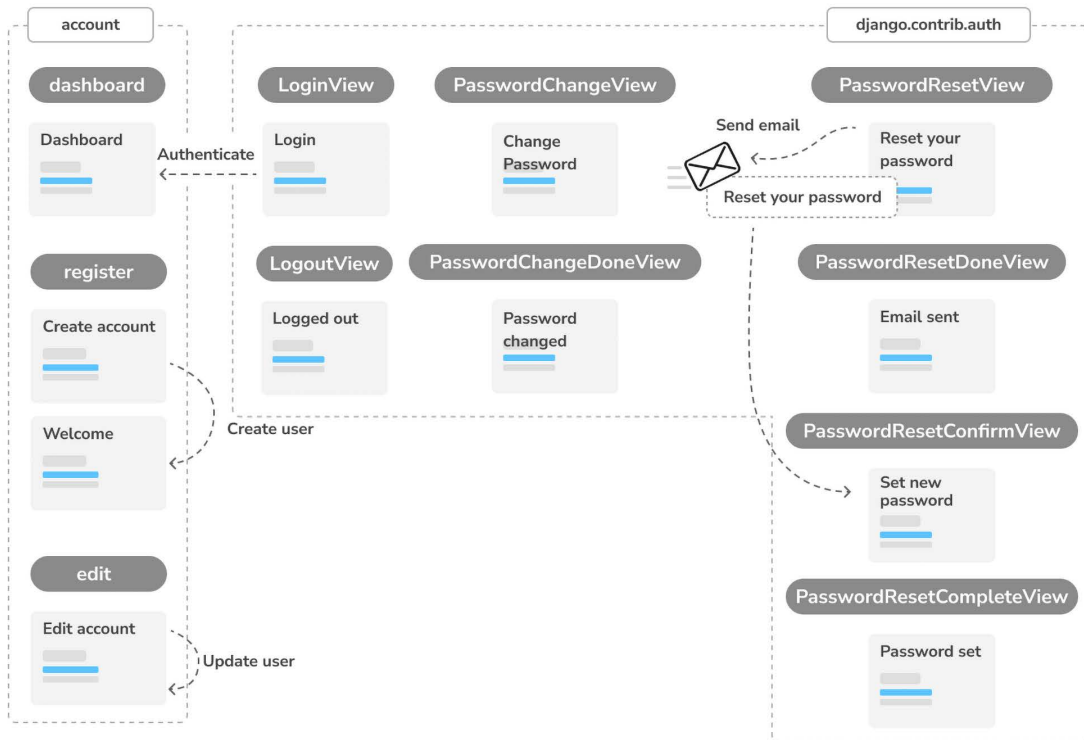 account
django.contrib.auth
dashboard
LoginView
PasswordChangeView
PasswordResetView
Dashboard
Authenticate
Login
Change
Password
Send email
Reset your
password
Reset your password
register
LogoutView
PasswordChangeDoneView
PasswordResetDoneView
Create account
Logged out
Password
changed
Email sent
Welcome
Create user
PasswordResetConfirmView
Set new
password
edit
PasswordResetCompleteView
Edit account
Update user
Password set